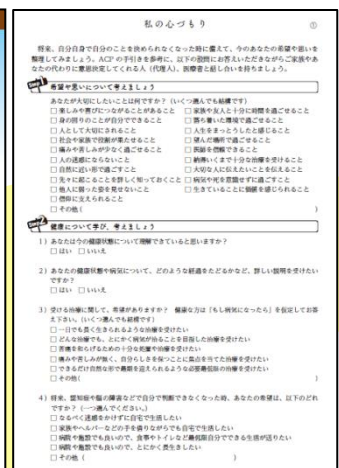 私の心づもり
①
将来、自分自身で自分のことを決められなくなった時に備えて、今のあなたの希望や思いを
整理してみましょう。ACPの手引きを参考に、以下の設問にお答えいただきながらご家族やあ
なたの代わりに意思決定してくれる人(代理人)、医療者と話し合いを持ちましょう。
希望や思いについて考えましょう
あなたが大切にしたいことは何ですか?(いくつ選んでも結構です)
□楽しみや喜びにつながることがあること □家族や友人と十分に時間を過ごせること
□身の回りのことが自分でできること □落ち着いた環境で過ごせること
□人として大切にされること □人生をまっとうしたと感じること
□社会や家族で役割が果たせること □望んだ場所で過ごせること
□痛みや苦しみが少なく過ごせること □医師を信頼できること
□人の迷惑にならないこと □納得いくまで十分な治療を受けること
□自然に近い形で過ごすこと □大切な人に伝えたいことを伝えること
□先々に起こることを詳しく知っておくこと □病気や死を意識せずに過ごすこと
□他人に弱った姿を見せないこと □生きていることに価値を感じられること
□信仰に支えられること
□その他( )
健康について学び、考えましょう
1)あなたは今の健康状態について理解できていると思いますか?
□はい □いいえ
2)あなたの健康状態や病気について、どのような経過をたどるかなど、詳しい説明を受けたい
ですか?
□はい □いいえ
3)受ける治療に関して、希望がありますか? 健康な方は「もし病気になったら」を仮定してお答
え下さい。(いくつ選んでも結構です)
□一日でも長く生きられるような治療を受けたい
□どんな治療でも、とにかく病気が治ることを目指した治療を受けたい
□苦痛を和らげるための十分な処置や治療を受けたい
□痛みや苦しみが無く、自分らしさを保つことに焦点を当てた治療を受けたい
□できるだけ自然な形で最期を迎えられるような必要最低限の治療を受けたい
□その他( )
4)将来、認知症や脳の障害などで自分で判断できなくなった時、あなたの希望は、以下のどれ
ですか?(一つ選んでください。)
□なるべく迷惑をかけずに自宅で生活したい
□家族やヘルパーなどの手を借りながらでも自宅で生活したい
□病院や施設でも良いので、食事やトイレなど最低限自分でできる生活が送りたい
□病院や施設でも良いので、とにかく長生きしたい
□その他( )